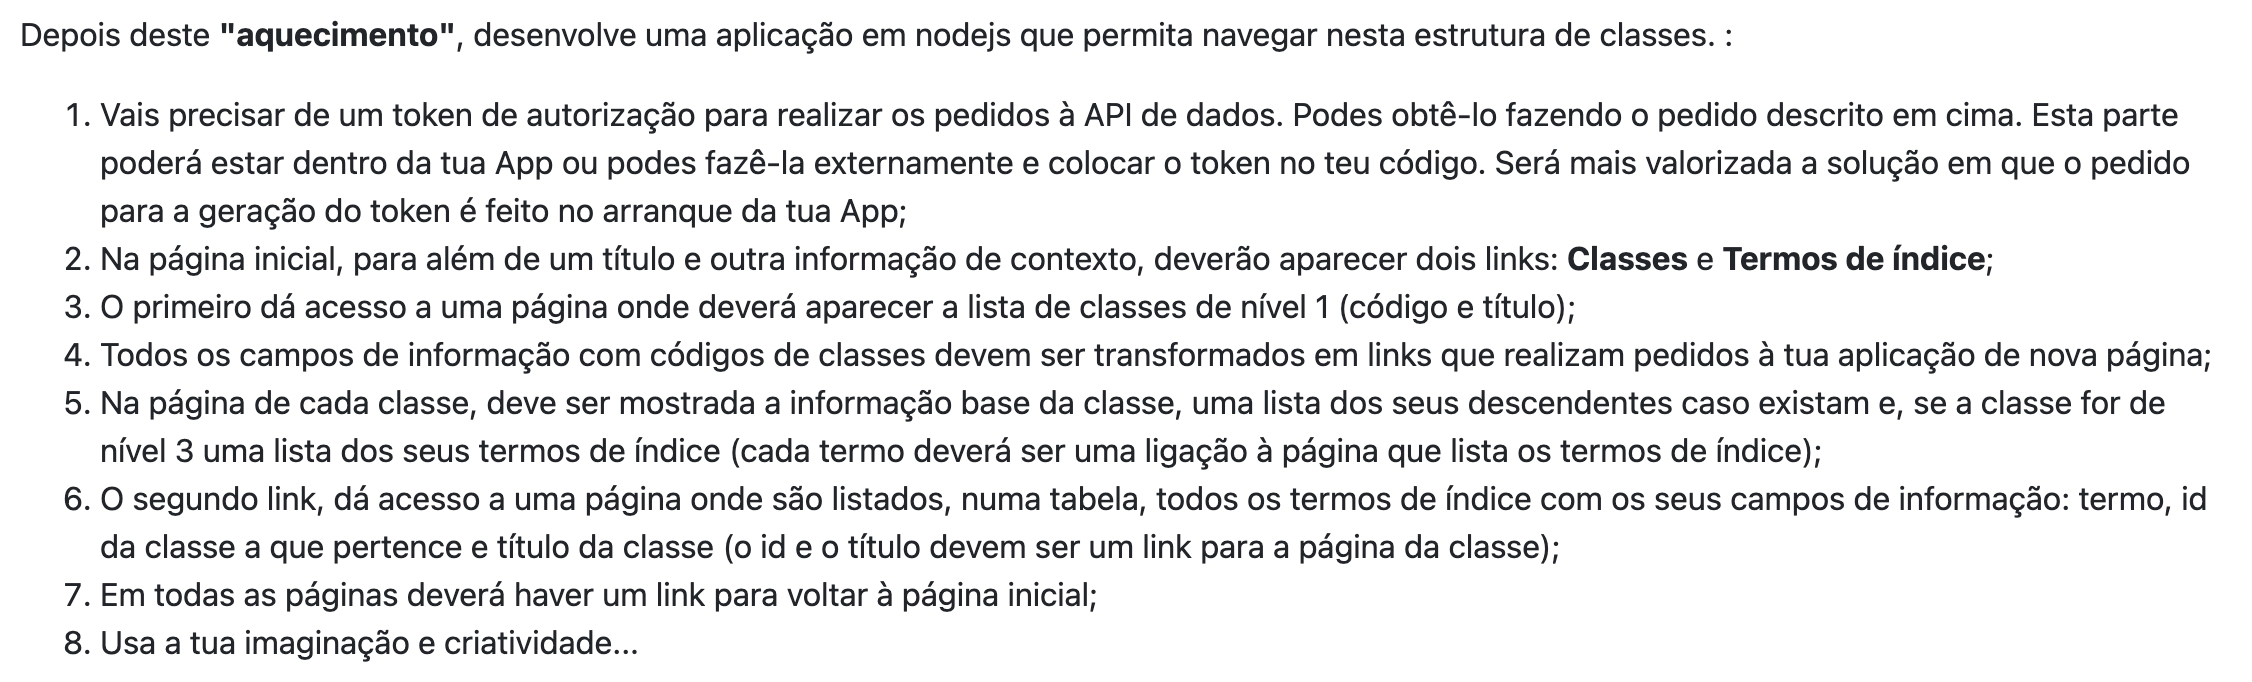 Depois deste "aquecimento", desenvolve uma aplicação em nodejs que permita navegar nesta estrutura de classes. :
1. Vais precisar de um token de autorização para realizar os pedidos à API de dados. Podes obtê-lo fazendo o pedido descrito em cima. Esta parte
poderá estar dentro da tua App ou podes fazê-la externamente e colocar o token no teu código. Será mais valorizada a solução em que o pedido
para a geração do token é feito no arranque da tua App;
2. Na página inicial, para além de um título e outra informação de contexto, deverão aparecer dois links: Classes e Termos de índice;
3. O primeiro dá acesso a uma página onde deverá aparecer a lista de classes de nível 1 (código e título);
4. Todos os campos de informação com códigos de classes devem ser transformados em links que realizam pedidos à tua aplicação de nova página;
5. Na página de cada classe, deve ser mostrada a informação base da classe, uma lista dos seus descendentes caso existam e, se a classe for de
nível 3 uma lista dos seus termos de índice (cada termo deverá ser uma ligação à página que lista os termos de índice);
6. O segundo link, dá acesso a uma página onde são listados, numa tabela, todos os termos de índice com os seus campos de informação: termo, id
da classe a que pertence e título da classe (o id e o título devem ser um link para a página da classe);
7. Em todas as páginas deverá haver um link para voltar à página inicial;
8. Usa a tua imaginação e criatividade...